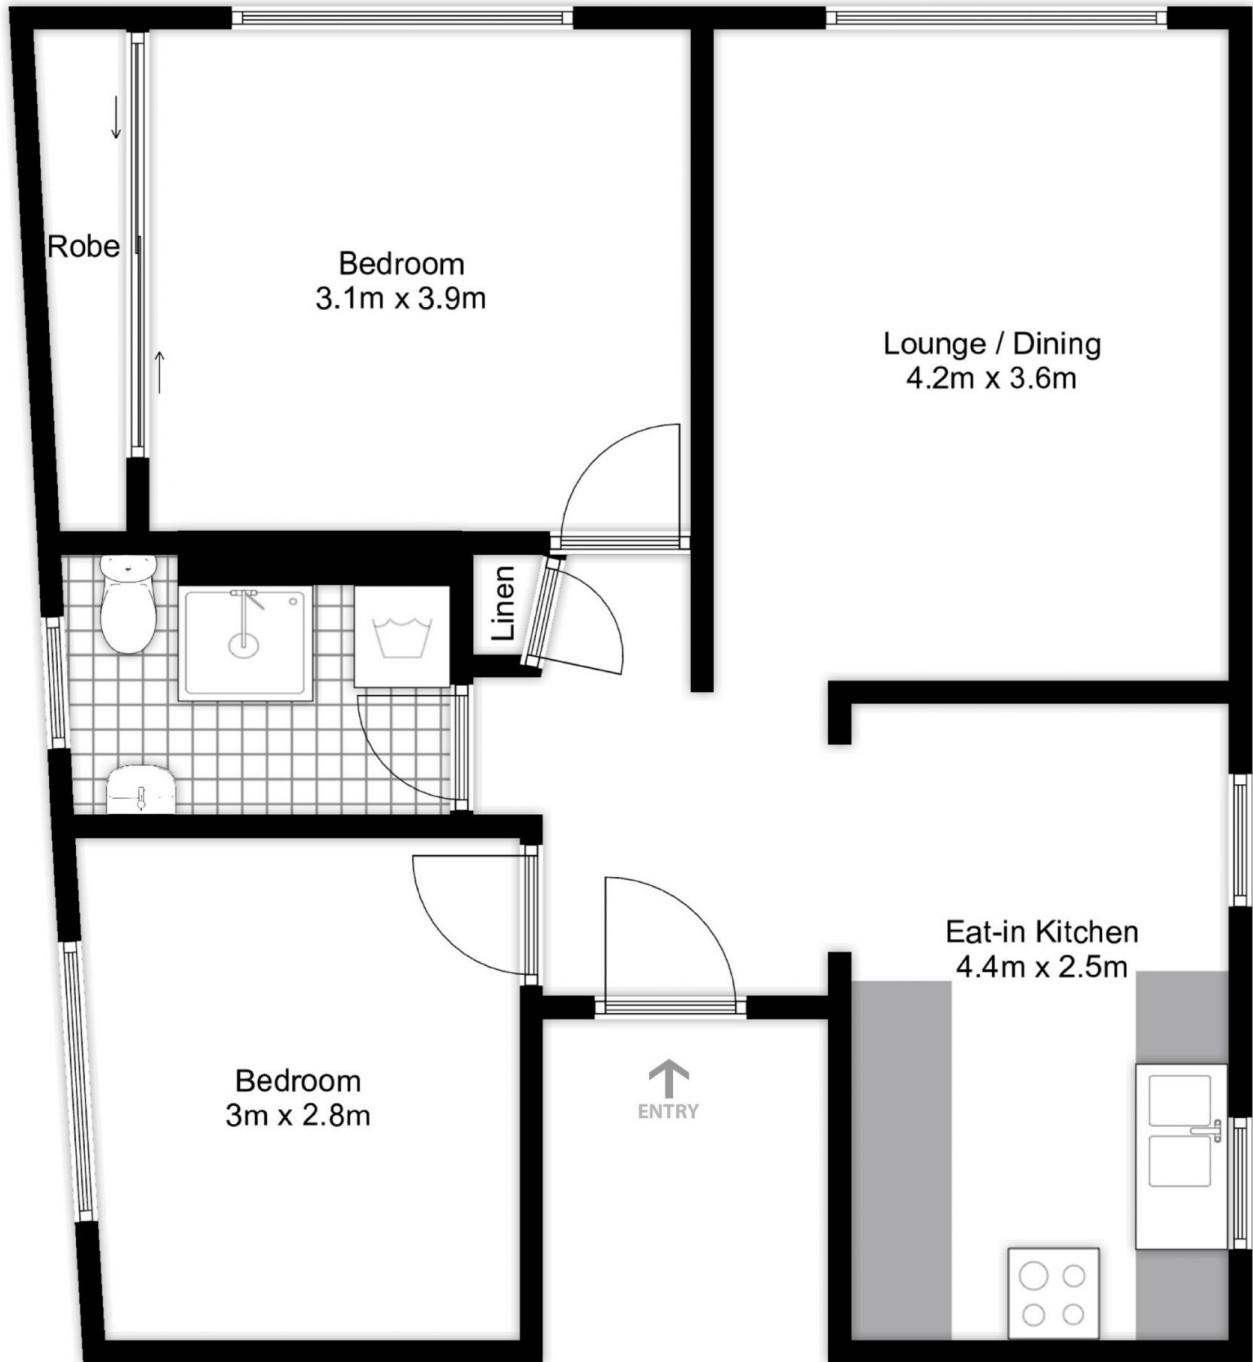 Robe
Bedroom
3.1m x 3.9m
Lounge / Dining
4.2m x 3.6m
Linen
Eat-in Kitchen
4.4m x 2.5m
Bedroom
3m x 2.8m
ENTRY